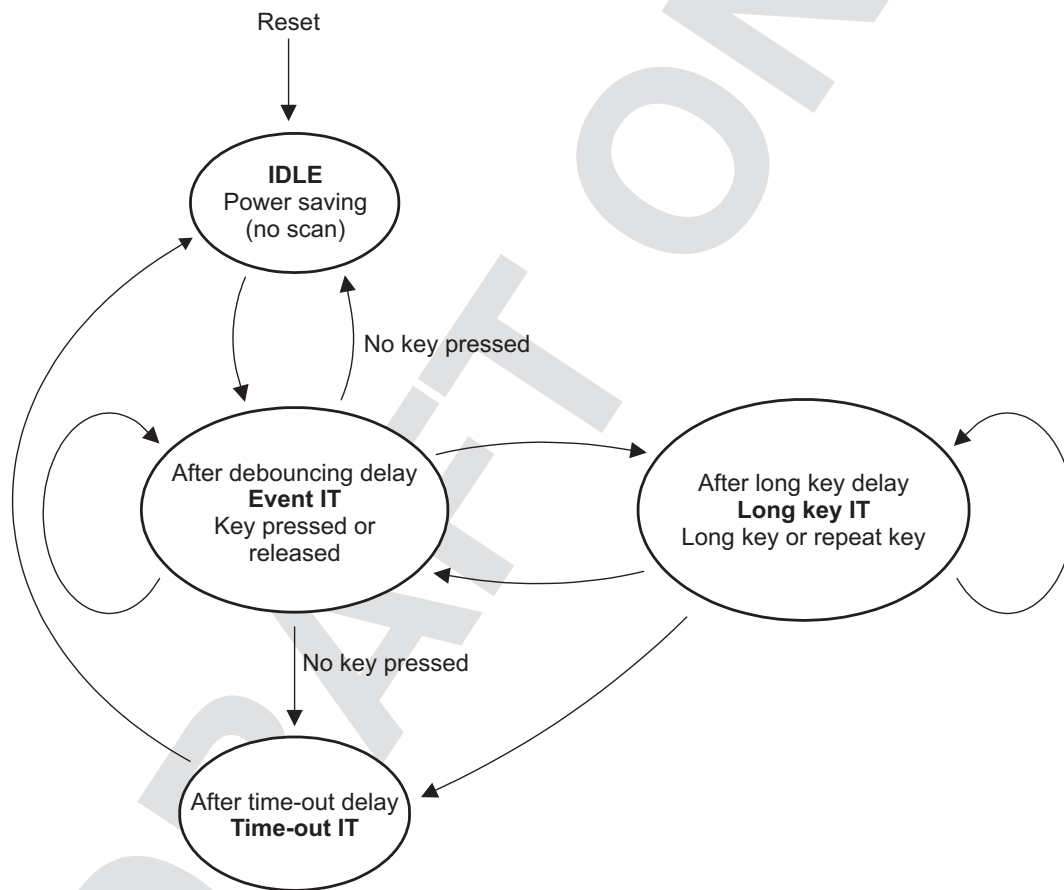 Reset
IDLE
Power saving
(no scan)
No key pressed
After debouncing delay
Event IT
Key pressed or
released
After long key delay
Long key IT
Long key or repeat key
No key pressed
After time-out delay
Time-out IT